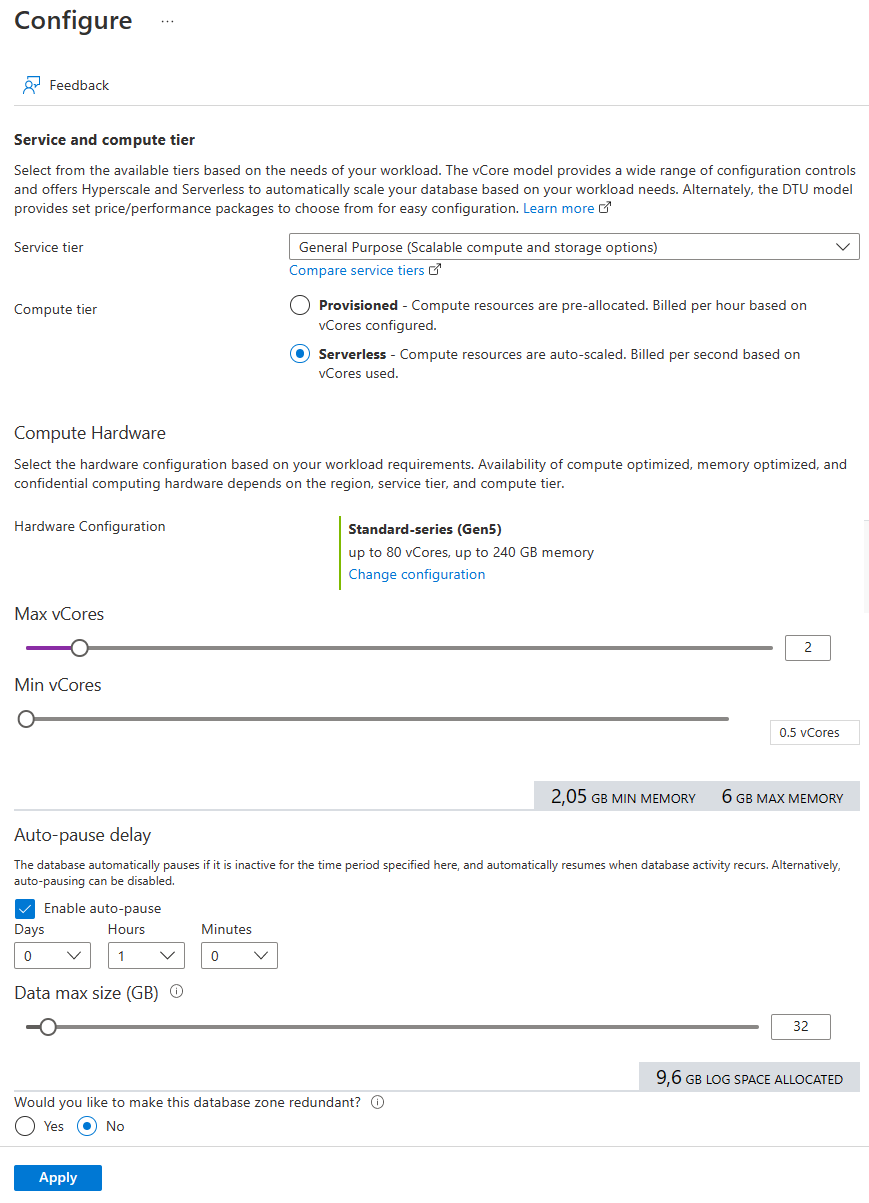 Configure ...
Feedback
Service and compute tier
Select from the available tiers based on the needs of your workload. The vCore model provides a wide range of configuration controls
and offers Hyperscale and Serverless to automatically scale your database based on your workload needs. Alternately, the DTU model
provides set price/performance packages to choose from for easy configuration. Learn more
Service tier
General Purpose (Scalable compute and storage options)
Compare service tiers
Compute tier
Provisioned - Compute resources are pre-allocated. Billed per hour based on
vCores configured.
Serverless - Compute resources are auto-scaled. Billed per second based on
vCores used.
Compute Hardware
Select the hardware configuration based on your workload requirements. Availability of compute optimized, memory optimized, and
confidential computing hardware depends on the region, service tier, and compute tier.
Hardware Configuration
Standard-series (Gen5)
up to 80 vCores, up to 240 GB memory
Change configuration
Max vCores
2
Min vCores
0.5 vCores
2,05 GB MIN MEMORY 6 GB MAX MEMORY
Auto-pause delay
The database automatically pauses if it is inactive for the time period specified here, and automatically resumes when database activity recurs. Alternatively,
auto-pausing can be disabled.
Enable auto-pause
Days Hours Minutes
0 1 0
Data max size (GB)
32
9,6 GB LOG SPACE ALLOCATED
Would you like to make this database zone redundant?
Yes No
Apply